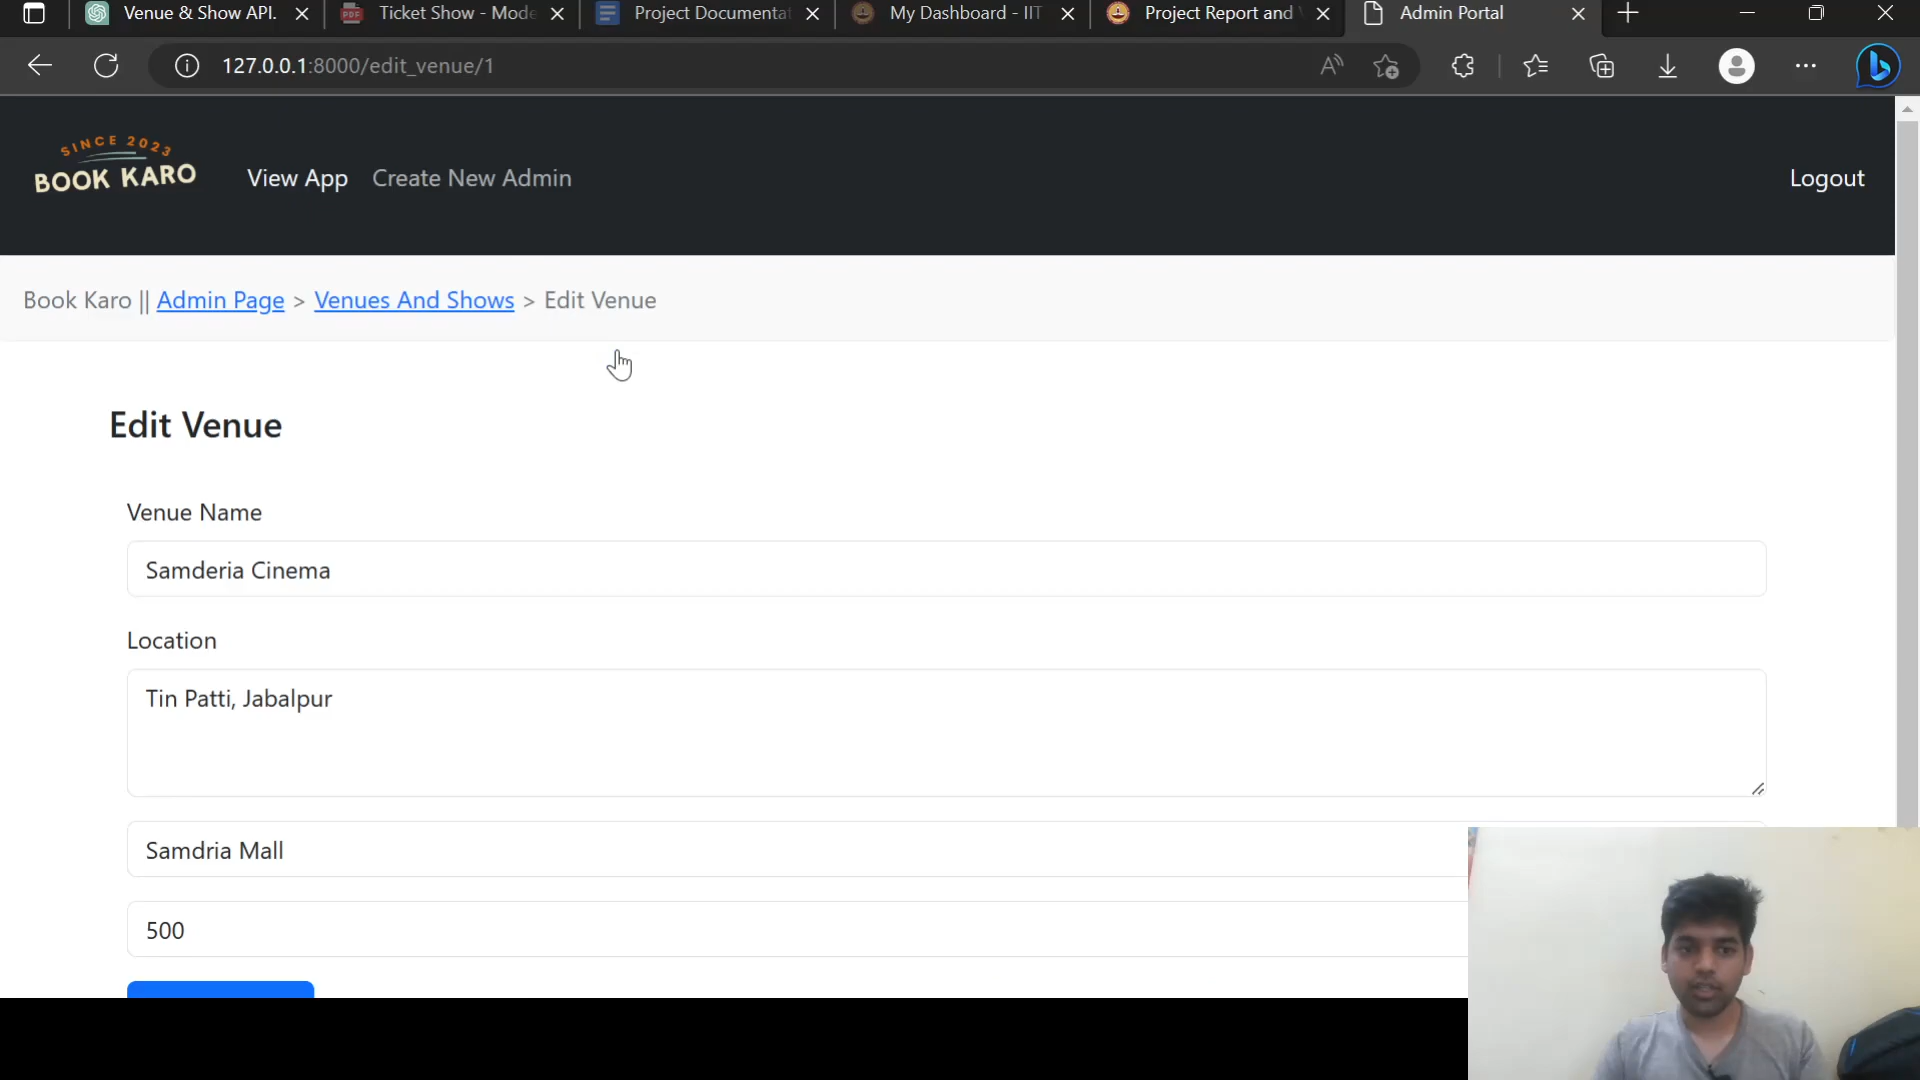 Venue & Show API.
Ticket Show - Mode
Project Documentat
My Dashboard - IIT
Project Report and
Admin Portal
127.0.0.1:8000/edit_venue/1
SINCE 2023
BOOK KARO
View App
Create New Admin
Logout
Book Karo || Admin Page > Venues And Shows > Edit Venue
Edit Venue
Venue Name
Samderia Cinema
Location
Tin Patti, Jabalpur
Samdria Mall
500